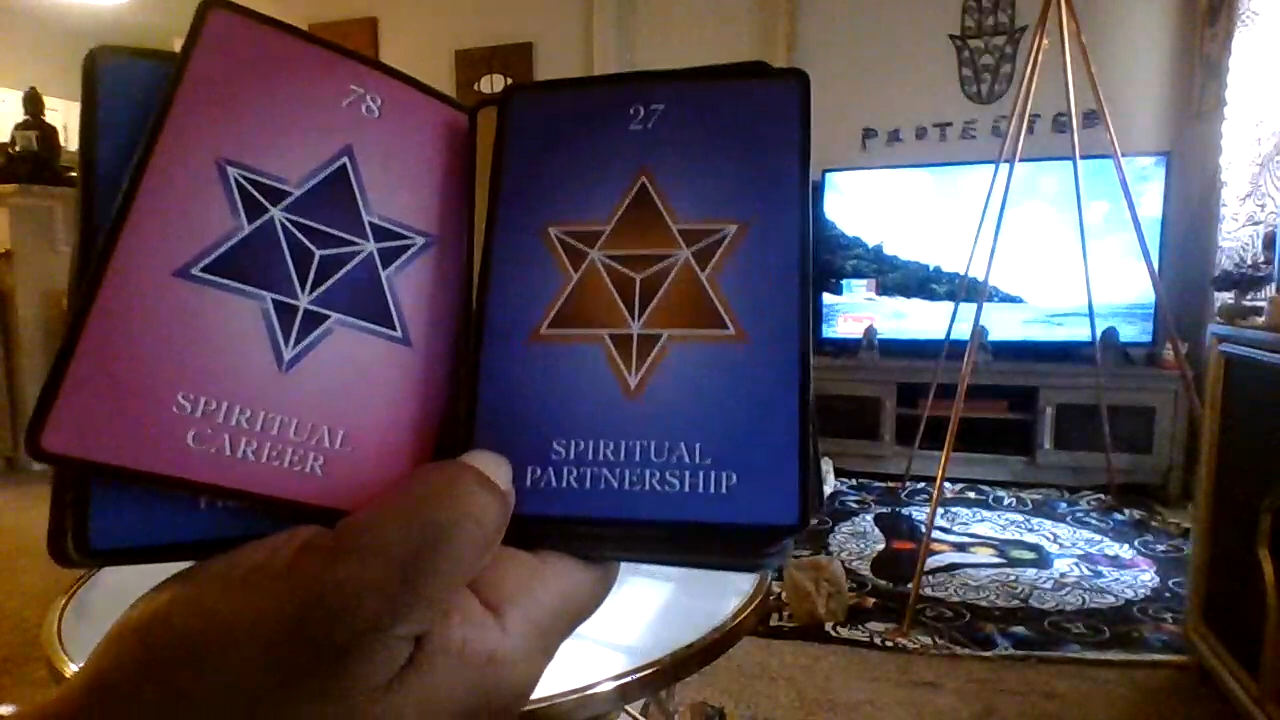 78
SPIRITUAL
CAREER
27
SPIRITUAL
PARTNERSHIP
PROTECTED